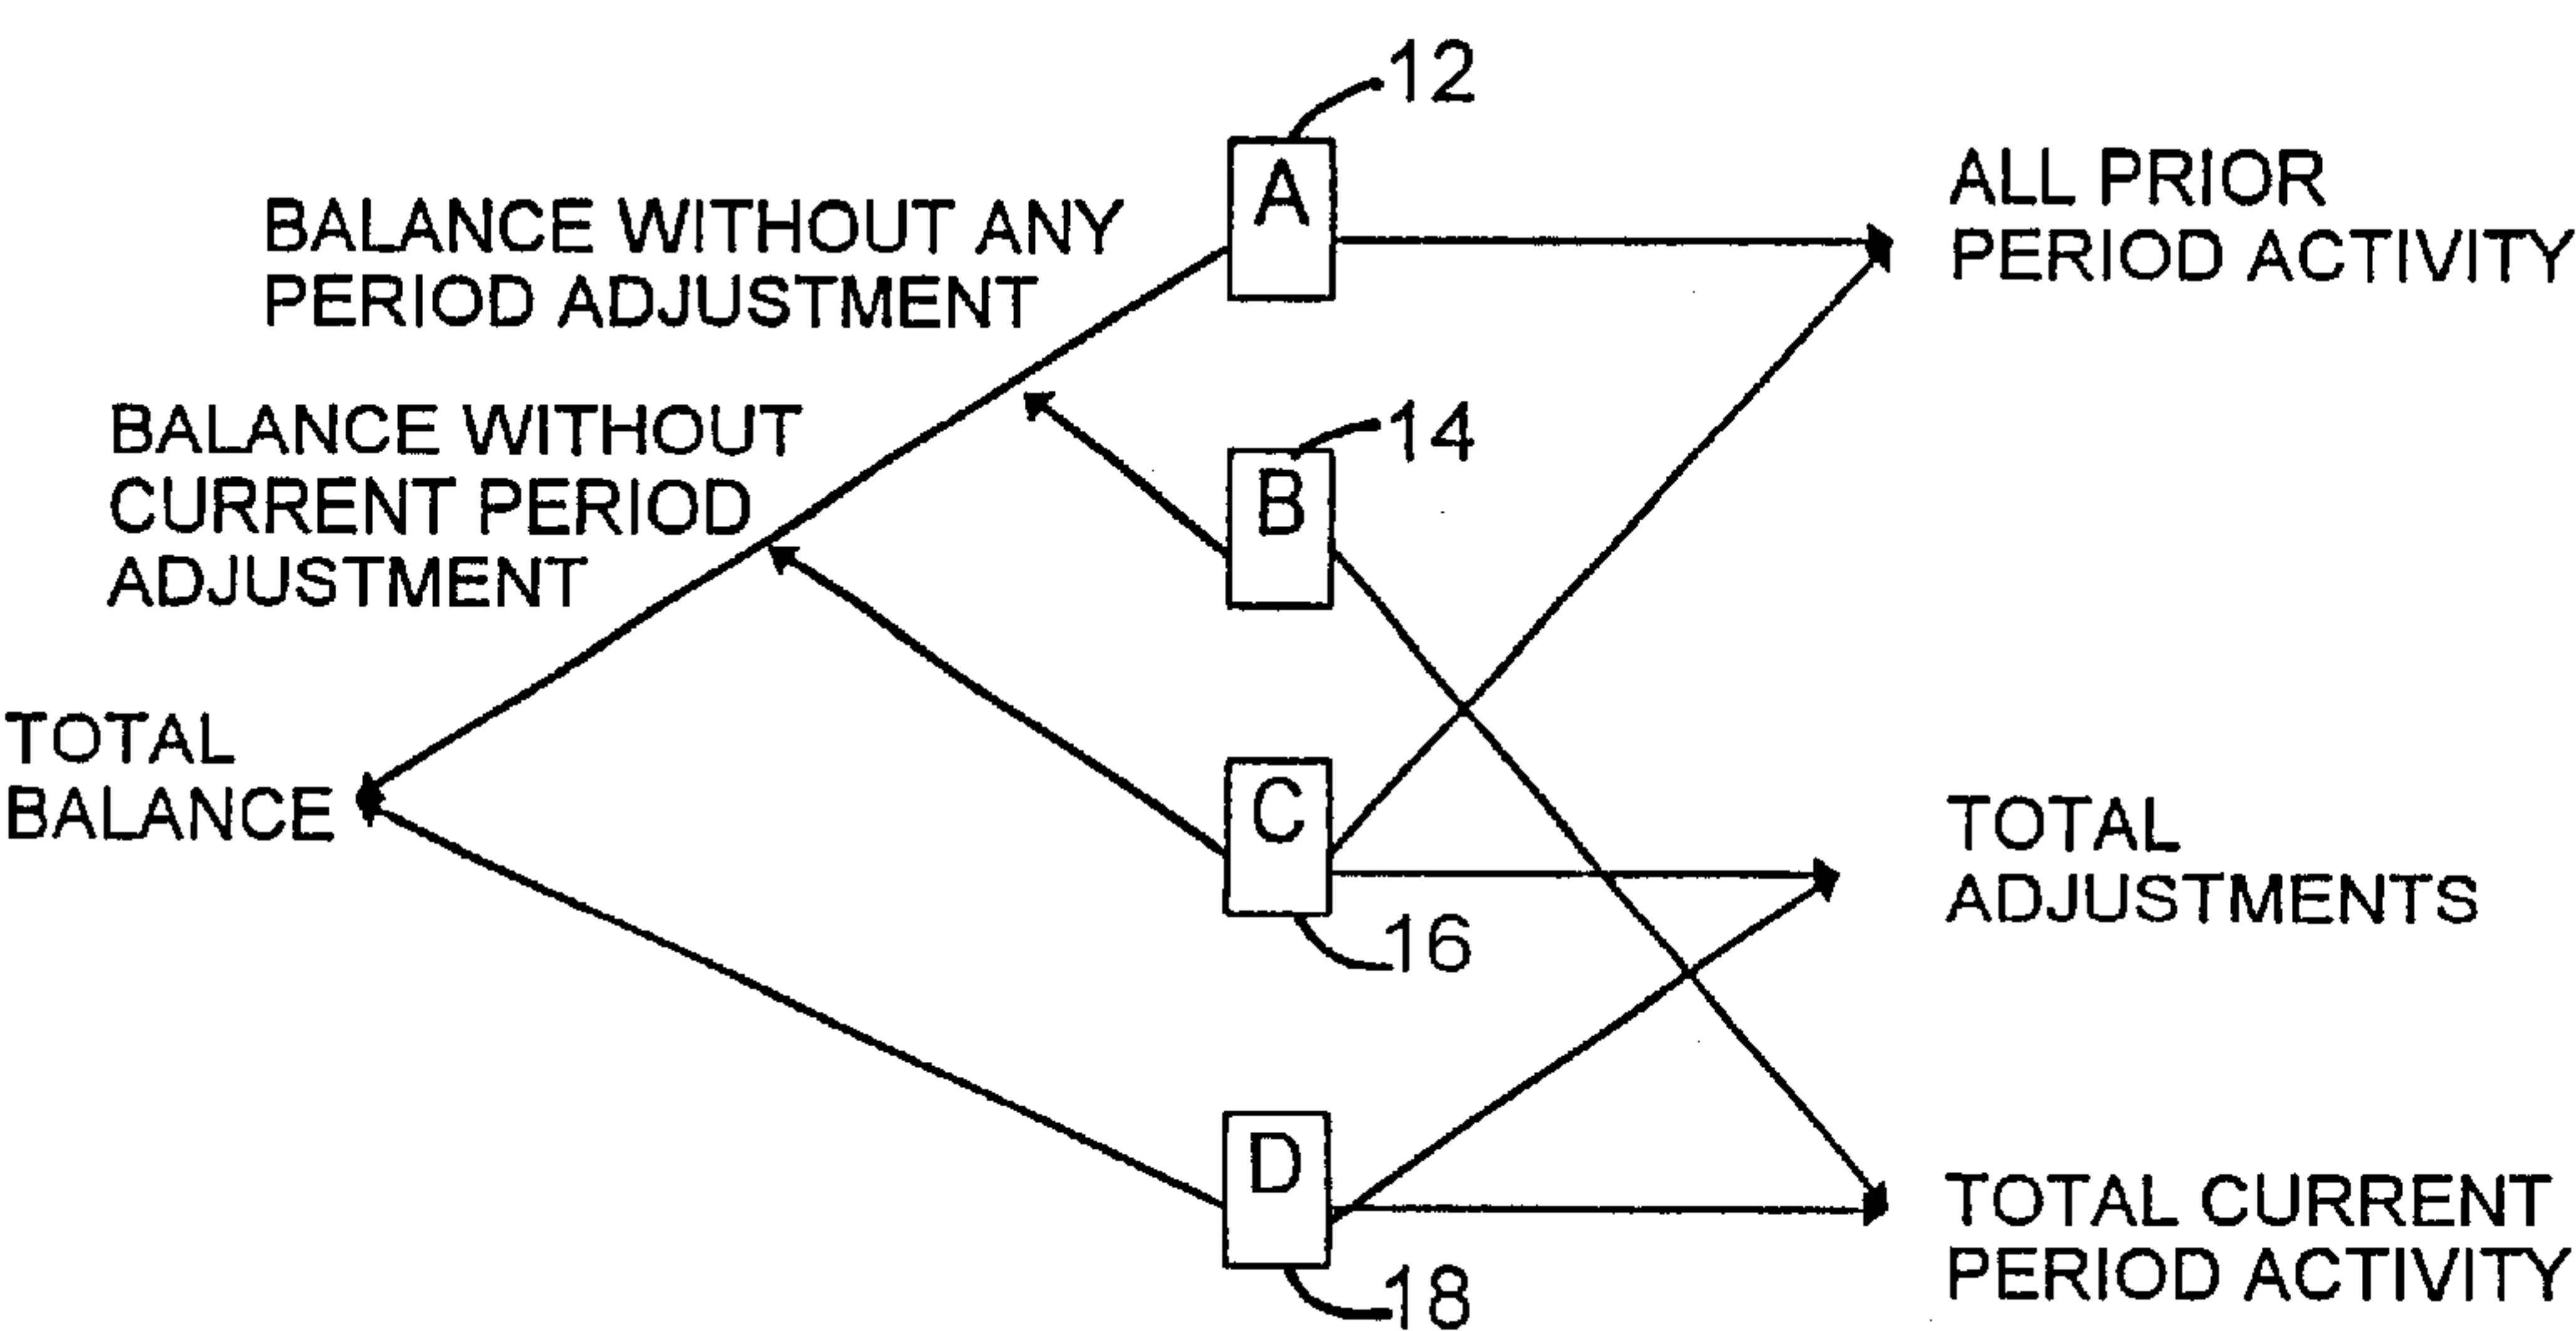 12
A
ALL PRIOR
PERIOD ACTIVITY
BALANCE WITHOUT ANY
PERIOD ADJUSTMENT
14
B
BALANCE WITHOUT
CURRENT PERIOD
ADJUSTMENT
TOTAL
BALANCE
C
16
TOTAL
ADJUSTMENTS
D
18
TOTAL CURRENT
PERIOD ACTIVITY